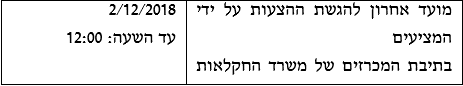 מועד אחרון להגשת ההצעות על ידי
המציעים
בתיבת המכרזים של משרד החקלאות
2/12/2018
עד השעה: 12:00